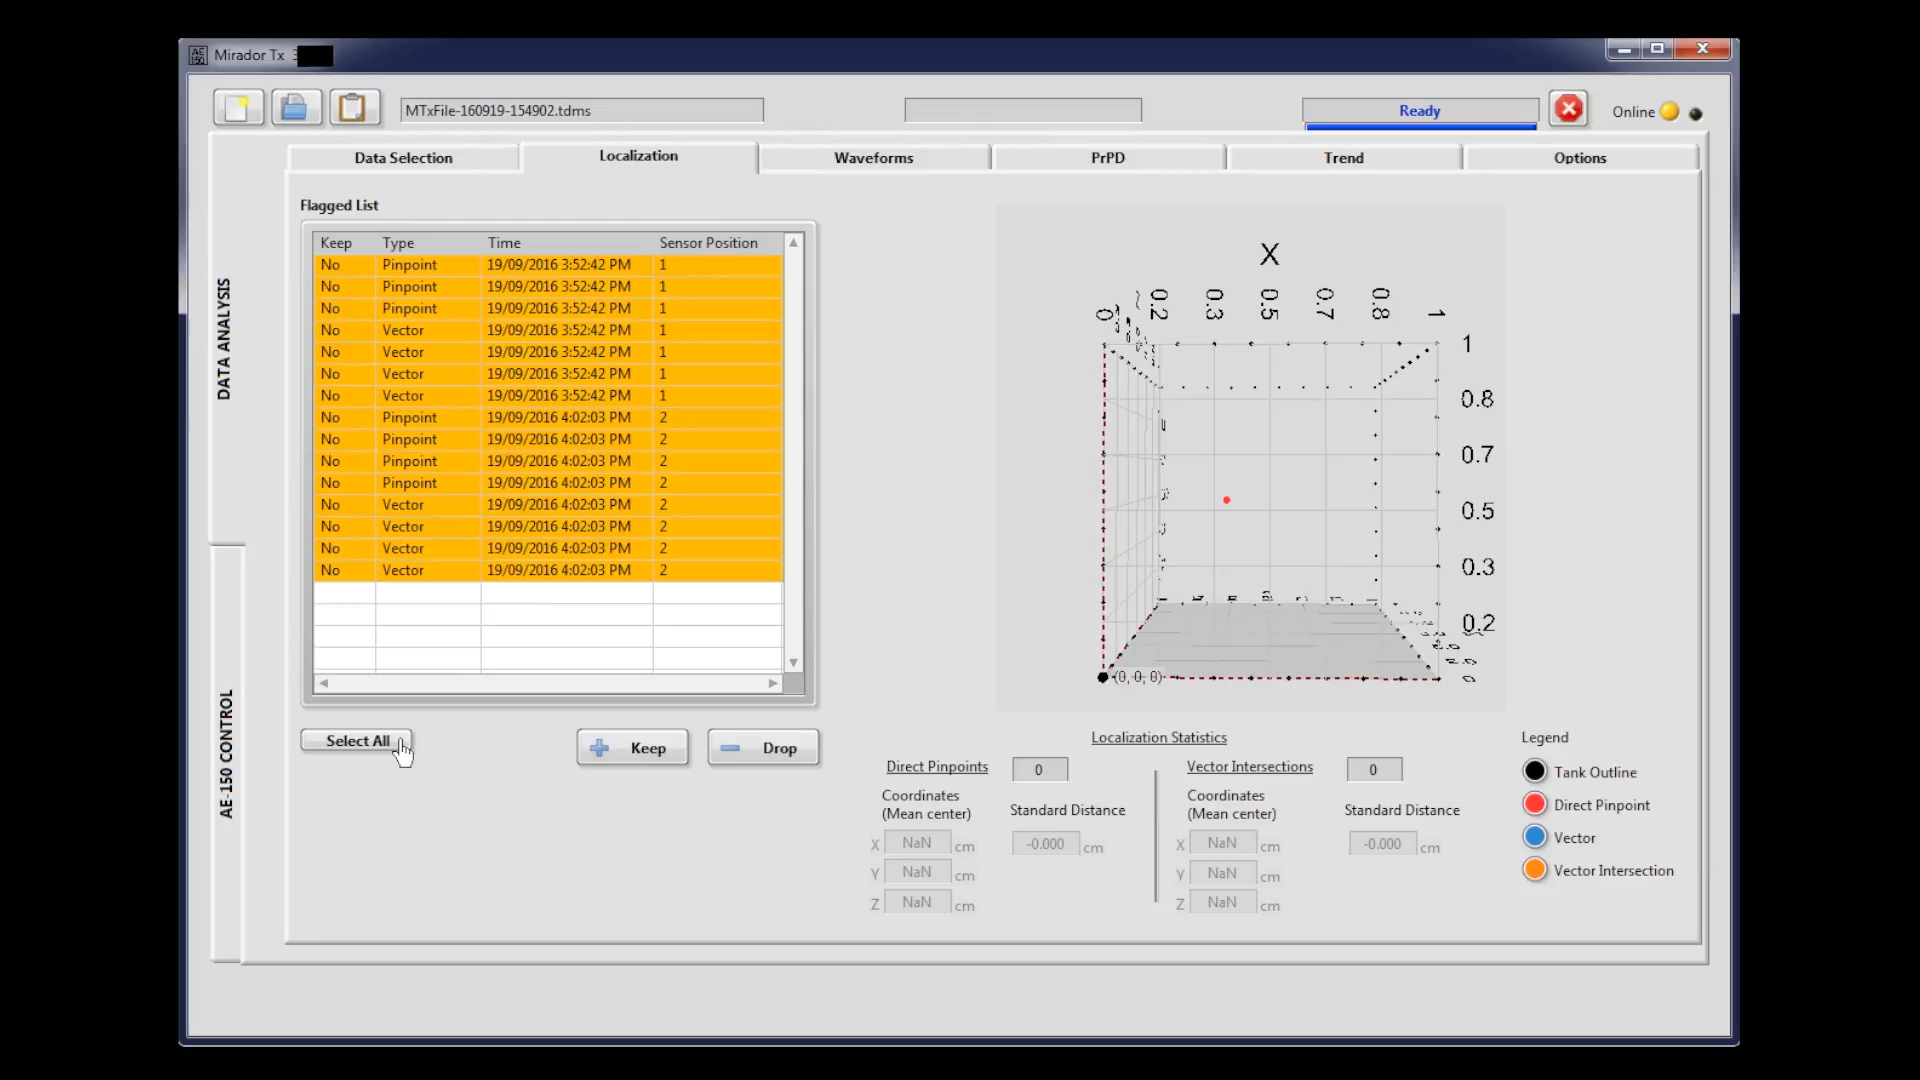 Mirador Tx 3
MTxFile-160919-154902.tdms
Ready
Online
Data Selection
Localization
Waveforms
PrPD
Trend
Options
DATA ANALYSIS
AE-150 CONTROL
Flagged List
Keep Type Time Sensor Position
No Pinpoint 19/09/2016 3:52:42 PM 1
No Pinpoint 19/09/2016 3:52:42 PM 1
No Pinpoint 19/09/2016 3:52:42 PM 1
No Vector 19/09/2016 3:52:42 PM 1
No Vector 19/09/2016 3:52:42 PM 1
No Vector 19/09/2016 3:52:42 PM 1
No Vector 19/09/2016 3:52:42 PM 1
No Pinpoint 19/09/2016 4:02:03 PM 2
No Pinpoint 19/09/2016 4:02:03 PM 2
No Pinpoint 19/09/2016 4:02:03 PM 2
No Pinpoint 19/09/2016 4:02:03 PM 2
No Vector 19/09/2016 4:02:03 PM 2
No Vector 19/09/2016 4:02:03 PM 2
No Vector 19/09/2016 4:02:03 PM 2
No Vector 19/09/2016 4:02:03 PM 2
Select All
Keep
Drop
X
0 0.2 0.3 0.5 0.7 0.8 1
1
0.8
0.7
0.5
0.3
0.2
0
(0, 0, 0)
Localization Statistics
Direct Pinpoints 0
Coordinates
(Mean center)
Standard Distance
X NaN cm
-0.000 cm
Y NaN cm
Z NaN cm
Vector Intersections 0
Coordinates
(Mean center)
Standard Distance
X NaN cm
-0.000 cm
Y NaN cm
Z NaN cm
Legend
Tank Outline
Direct Pinpoint
Vector
Vector Intersection